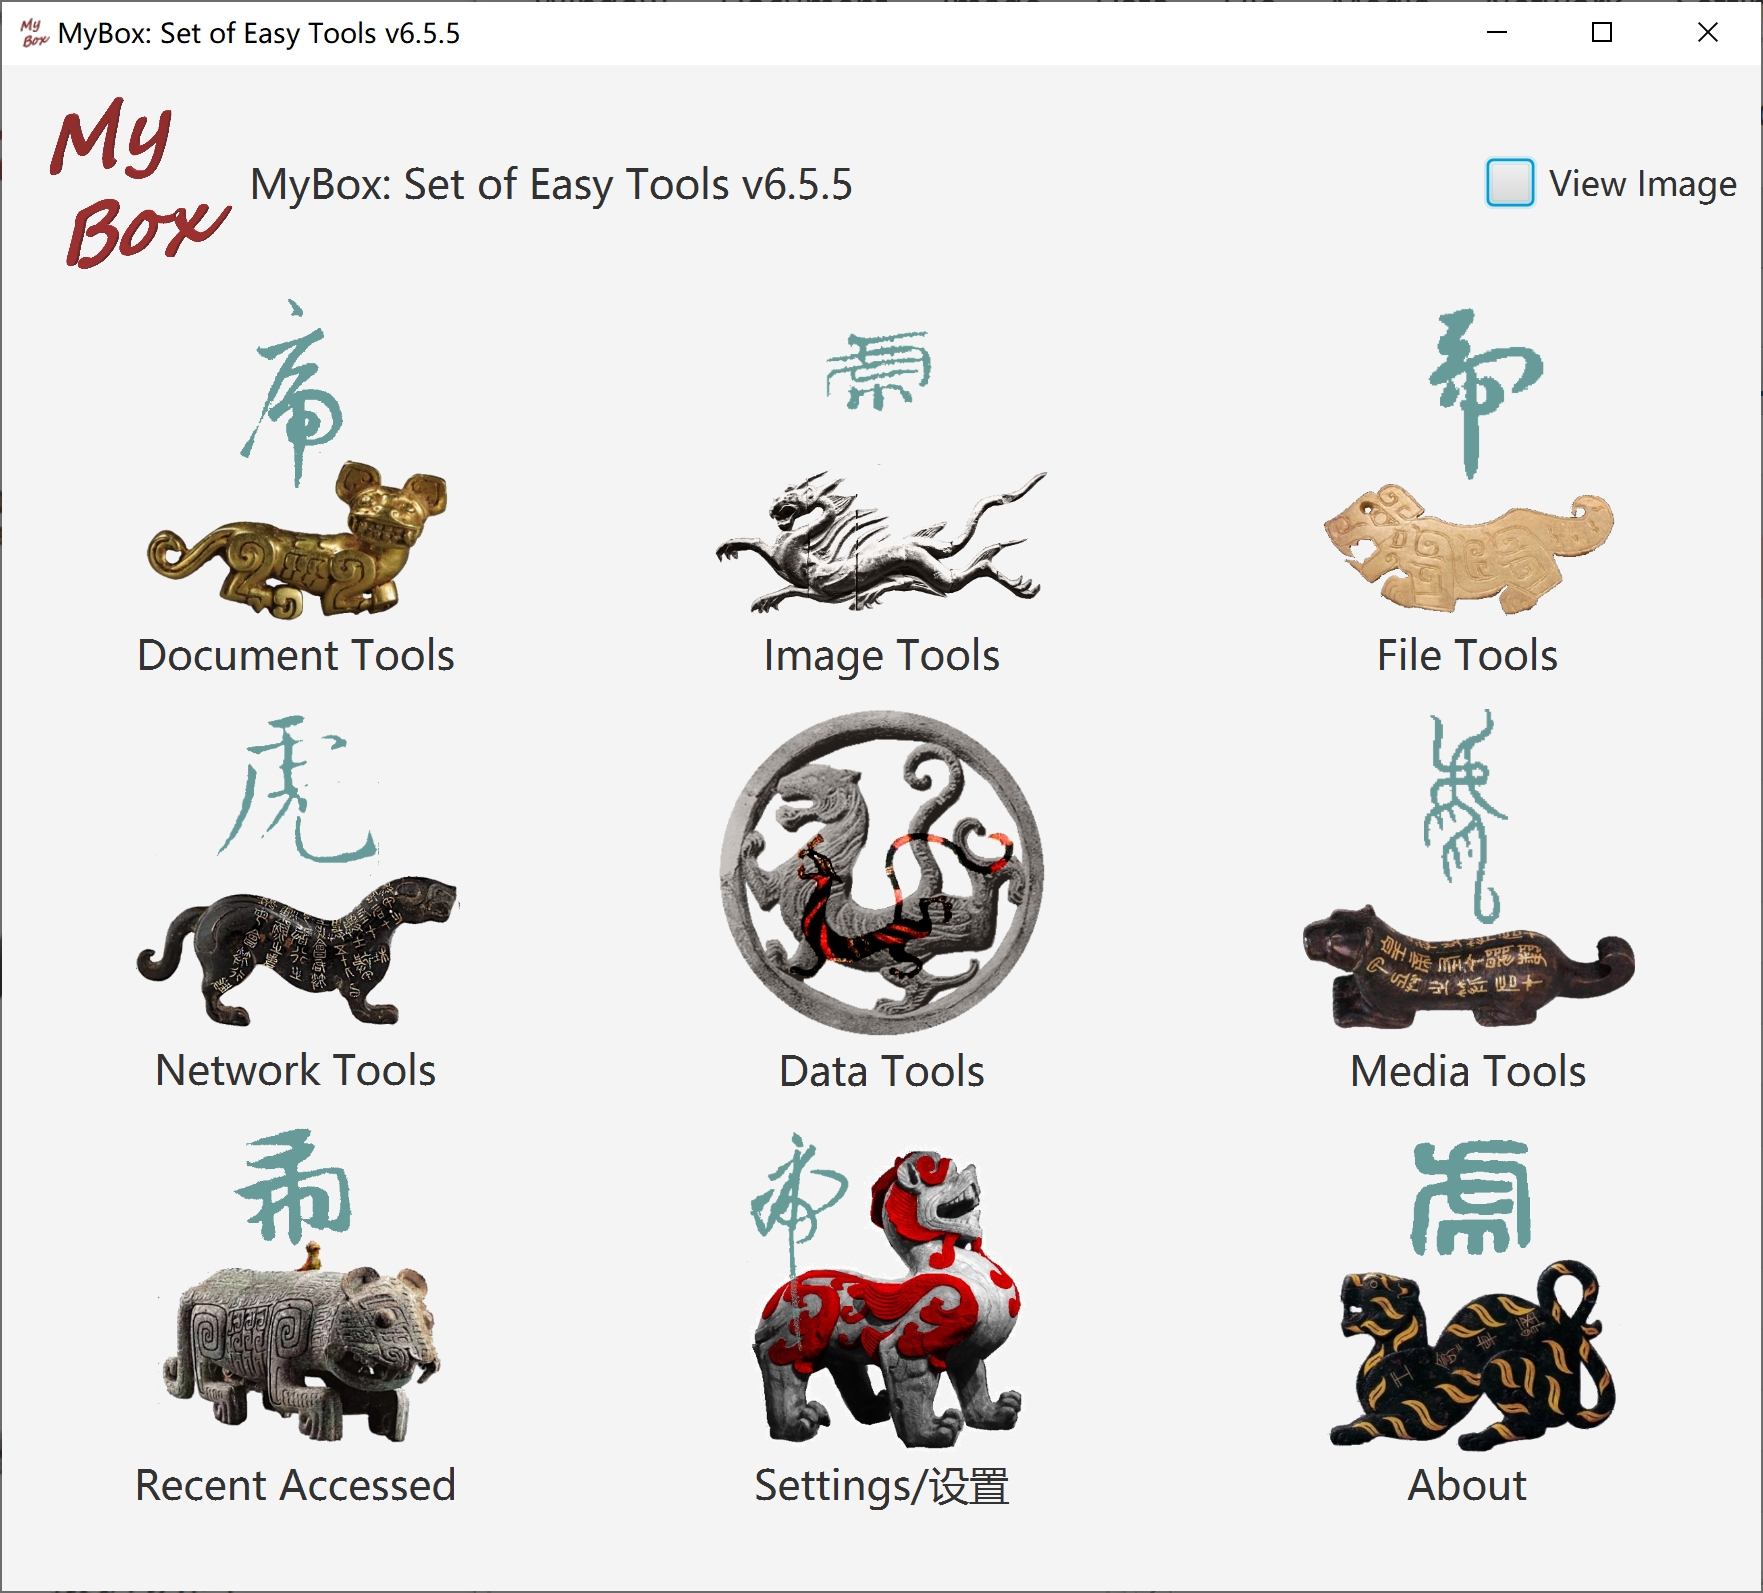 MyBox: Set of Easy Tools v6.5.5
My
Box
MyBox: Set of Easy Tools v6.5.5
View Image
Document Tools
Image Tools
File Tools
虎
Network Tools
Data Tools
Media Tools
Recent Accessed
Settings/设置
About